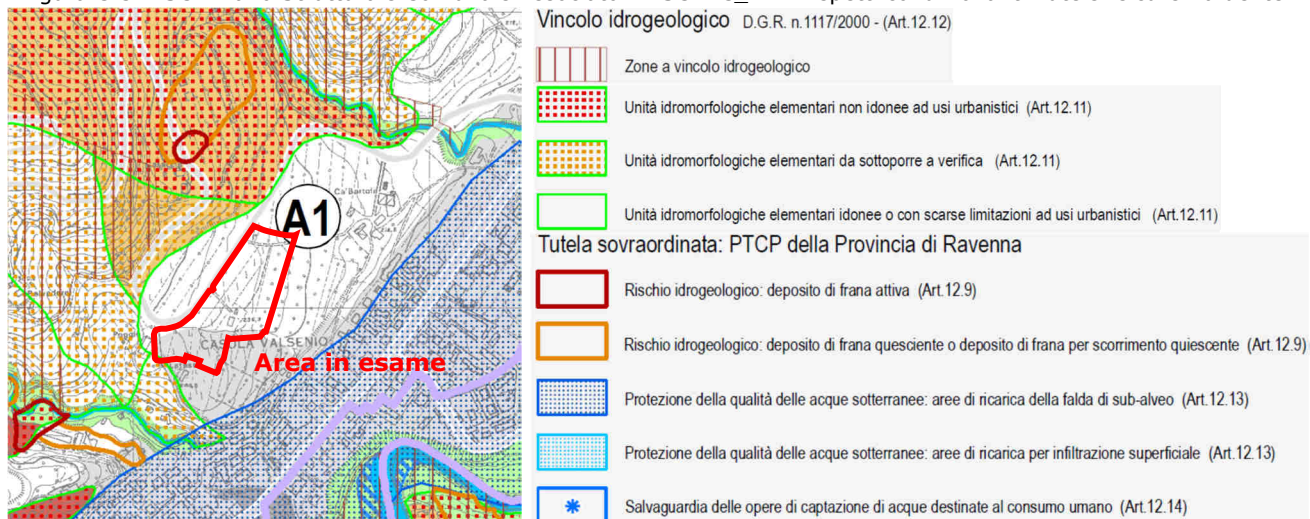 Vincolo idrogeologico D.G.R. n.1117/2000 - (Art.12.12)
Zone a vincolo idrogeologico
Unità idromorfologiche elementari non idonee ad usi urbanistici (Art.12.11)
Unità idromorfologiche elementari da sottoporre a verifica (Art.12.11)
Unità idromorfologiche elementari idonee o con scarse limitazioni ad usi urbanistici (Art.12.11)
Tutela sovraordinata: PTCP della Provincia di Ravenna
Rischio idrogeologico: deposito di frana attiva (Art.12.9)
Rischio idrogeologico: deposito di frana quesciente o deposito di frana per scorrimento quiescente (Art.12.9)
Protezione della qualità delle acque sotterranee: aree di ricarica della falda di sub-alveo (Art.12.13)
Protezione della qualità delle acque sotterranee: aree di ricarica per infiltrazione superficiale (Art.12.13)
Salvaguardia delle opere di captazione di acque destinate al consumo umano (Art.12.14)
Ca' Bartola
A1
VALSENIO
Area in esame